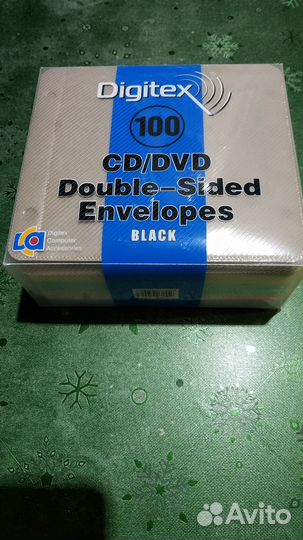 Digitex
100
CD/DVD
Double-Sided
Envelopes
BLACK
Digitex
Computer
Accessories
Avito